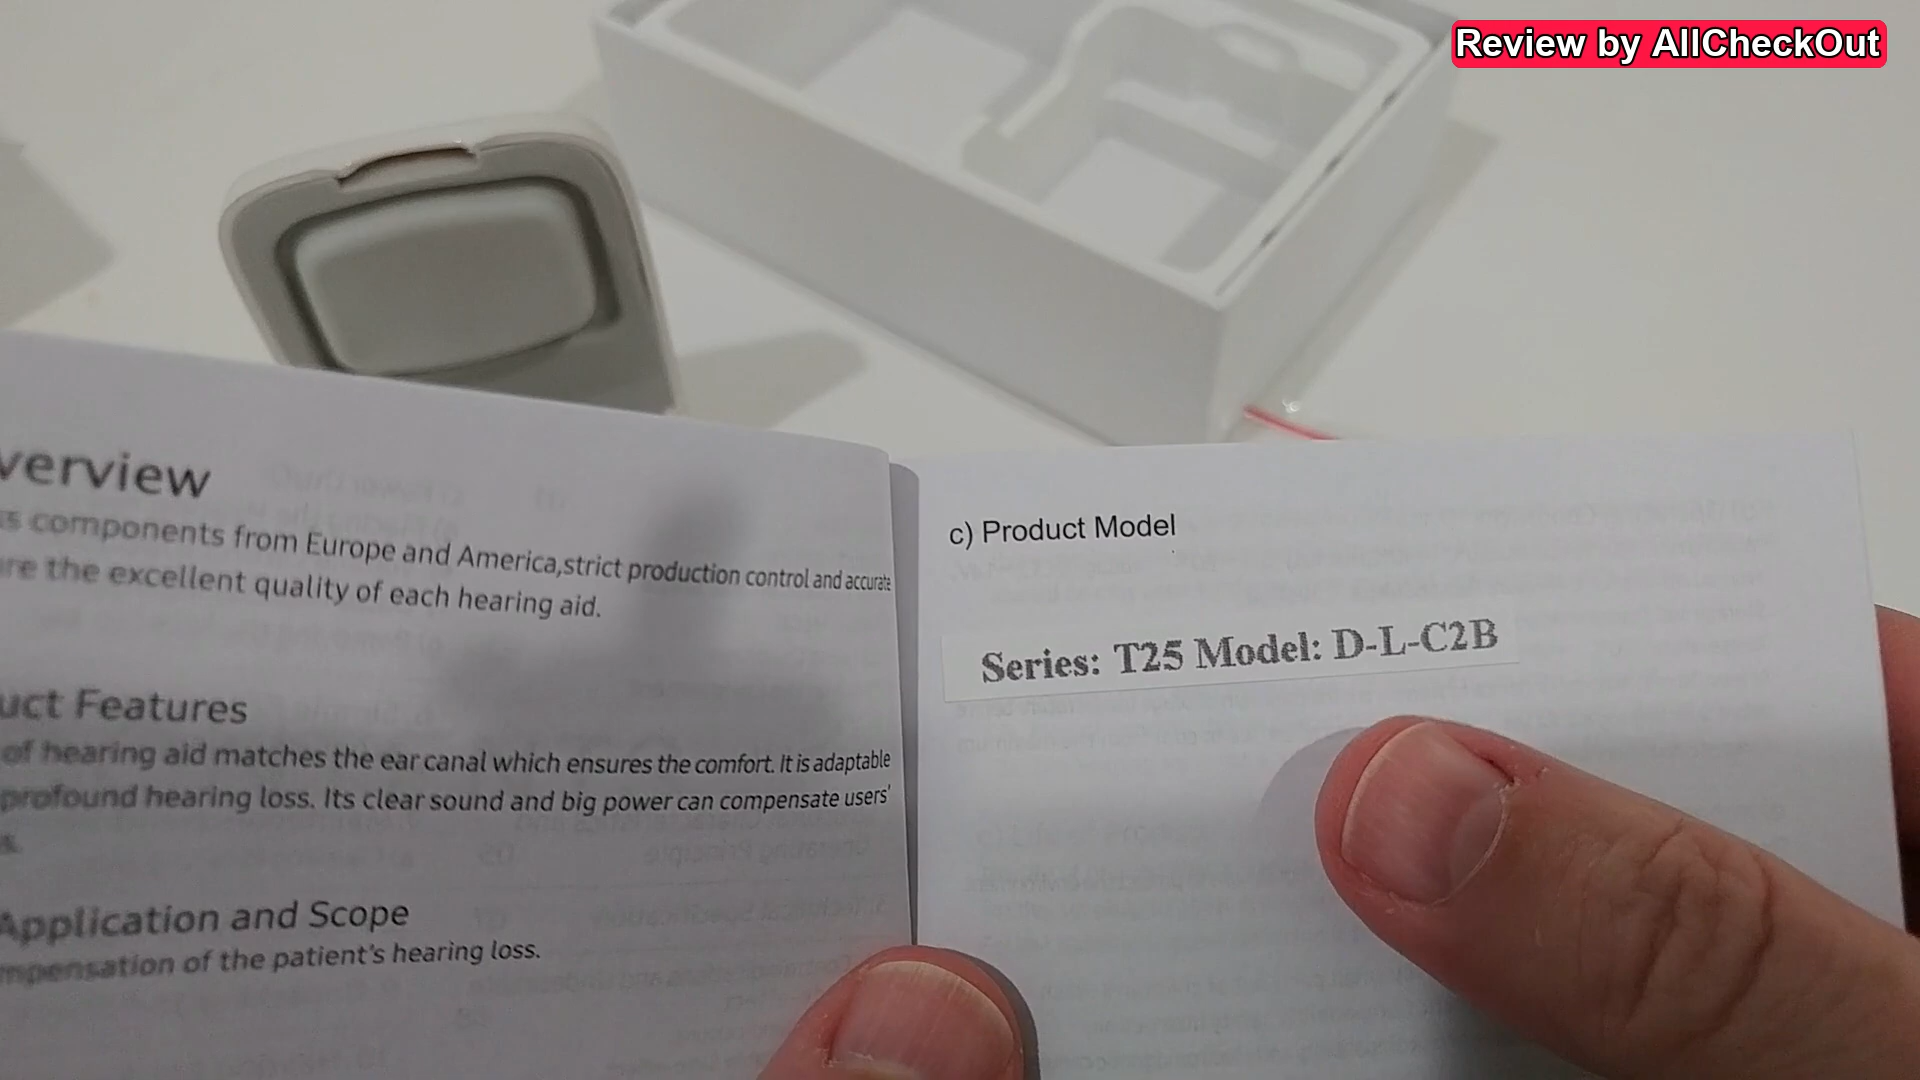 Review by AllCheckOut
verview
ss components from Europe and America,strict production control and accurate
re the excellent quality of each hearing aid.
uct Features
of hearing aid matches the ear canal which ensures the comfort. It is adaptable
profound hearing loss. Its clear sound and big power can compensate users'
s.
Application and Scope
mpensation of the patient's hearing loss.
c) Product Model
Series: T25 Model: D-L-C2B